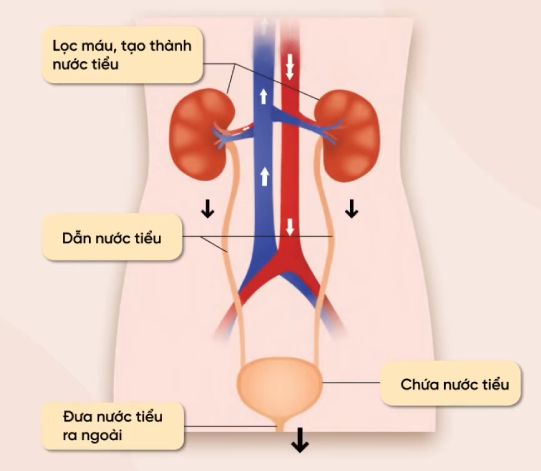 Lọc máu, tạo thành
nước tiểu
Dẫn nước tiểu
Chứa nước tiểu
Đưa nước tiểu
ra ngoài